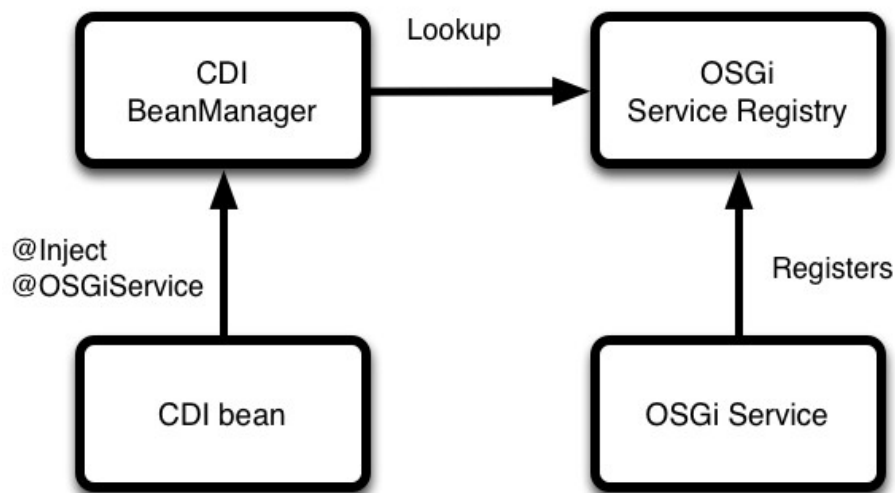 Lookup
CDI
BeanManager
OSGi
Service Registry
@Inject
@OSGiService
Registers
CDI bean
OSGi Service